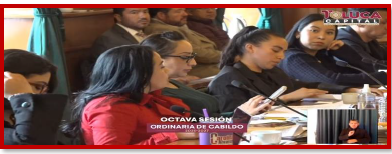 TOLUCA
CAPITAL
OCTAVA SESIÓN
ORDINARIA DE CABILDO